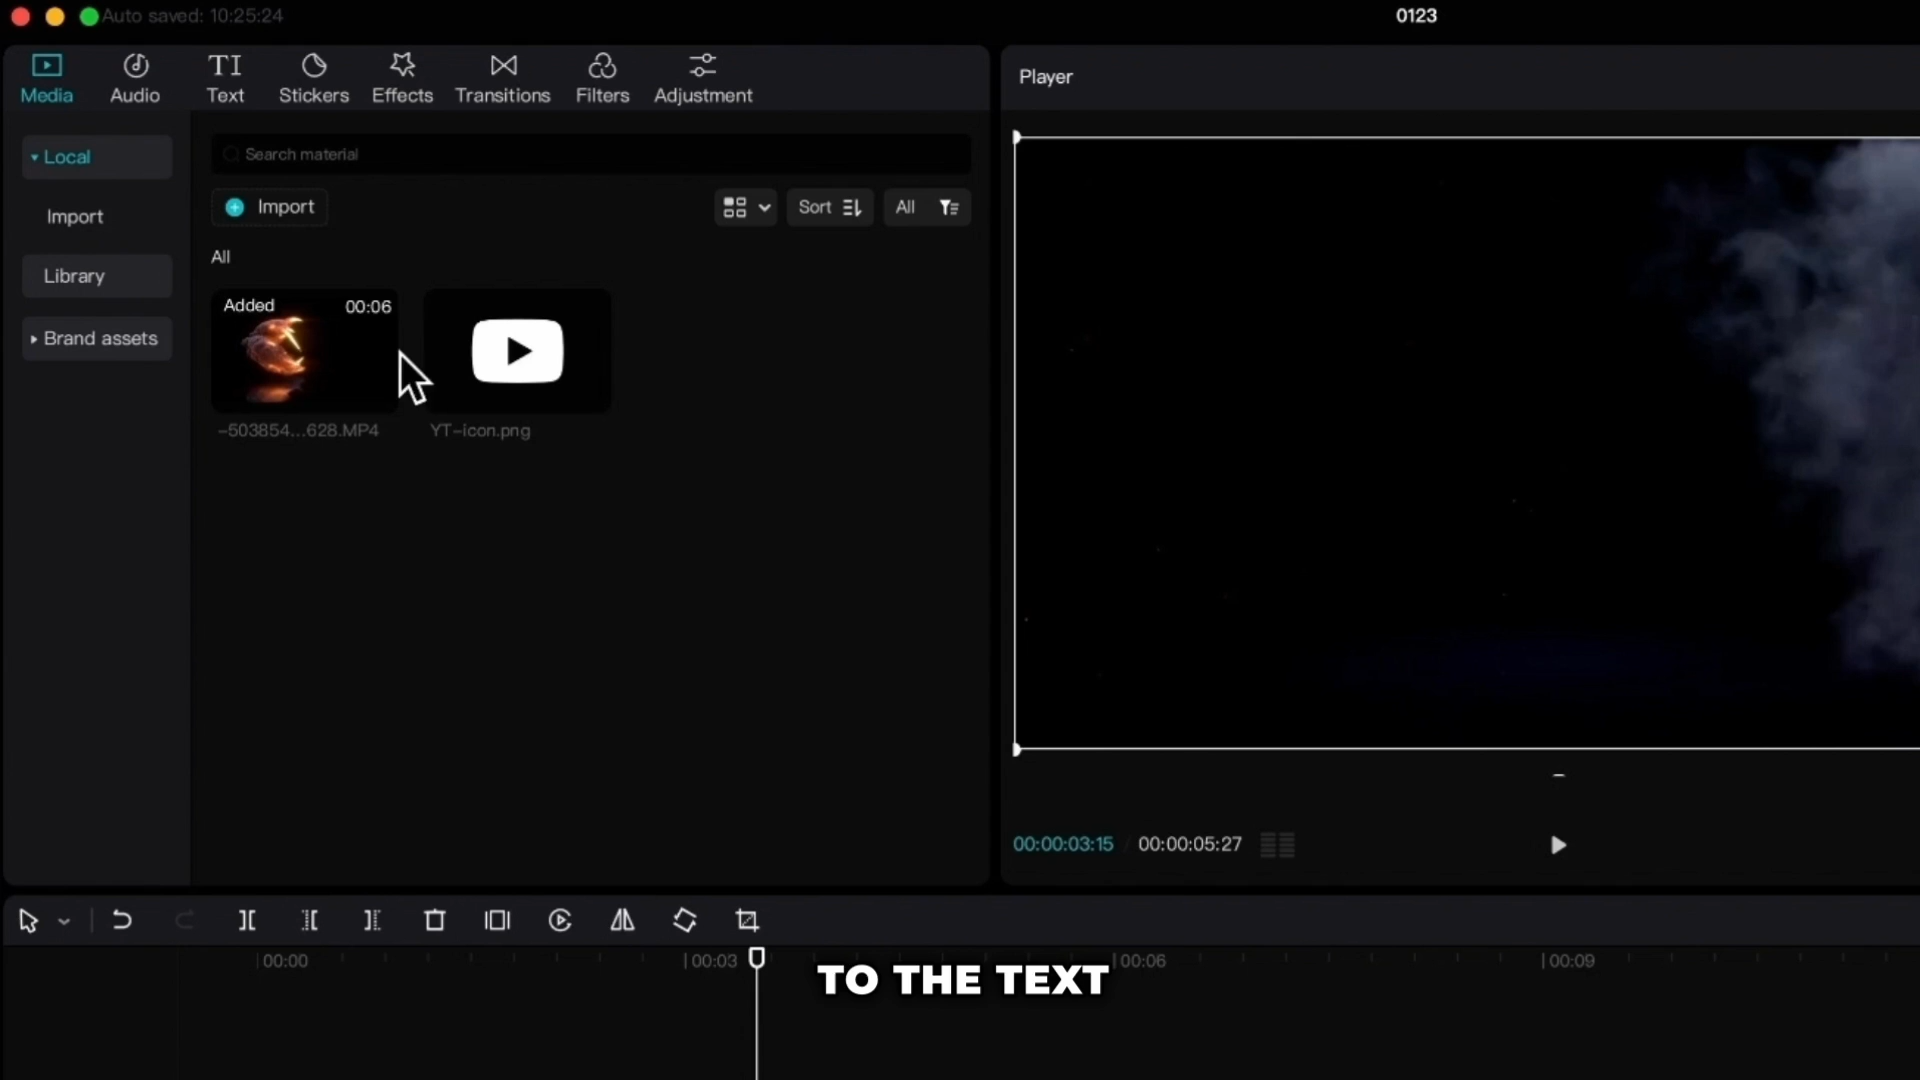 Auto saved: 10:25:24
0123
Media
Audio
TI
Text
Stickers
Effects
Transitions
Filters
Adjustment
Player
Local
Import
Library
Brand assets
Search material
Import
Sort
All
All
Added 00:06
-503854...628.MP4
YT-icon.png
00:00:03:15 / 00:00:05:27
00:00
00:03
00:06
00:09
TO THE TEXT